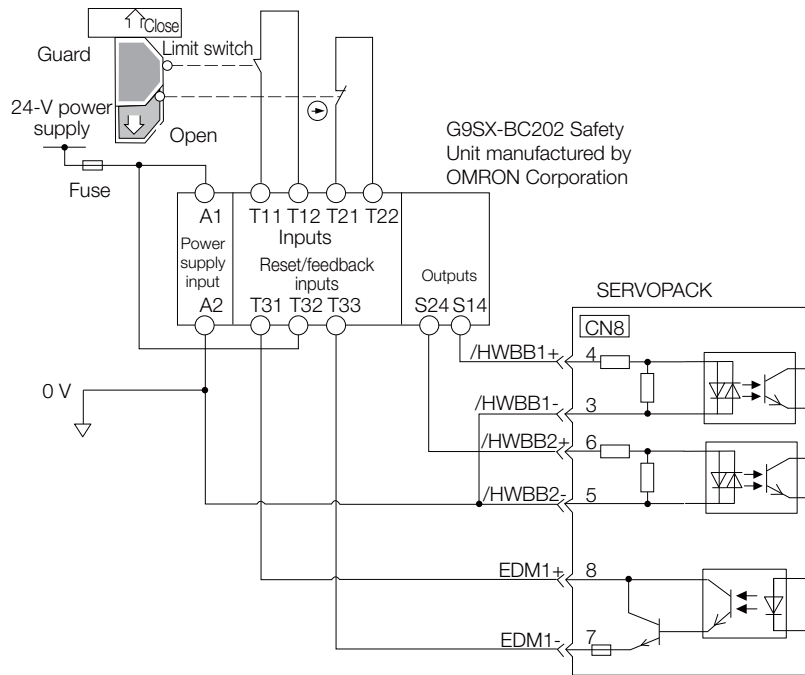 Close
Guard
Limit switch
24-V power
supply
Open
Fuse
G9SX-BC202 Safety
Unit manufactured by
OMRON Corporation
A1 T11 T12 T21 T22
Inputs
Power
supply
input
Reset/feedback
inputs
Outputs
A2 T31 T32 T33 S24 S14
SERVOPACK
CN8
/HWBB1+ 4
0 V
/HWBB1- 3
/HWBB2+ 6
/HWBB2- 5
EDM1+ 8
EDM1- 7